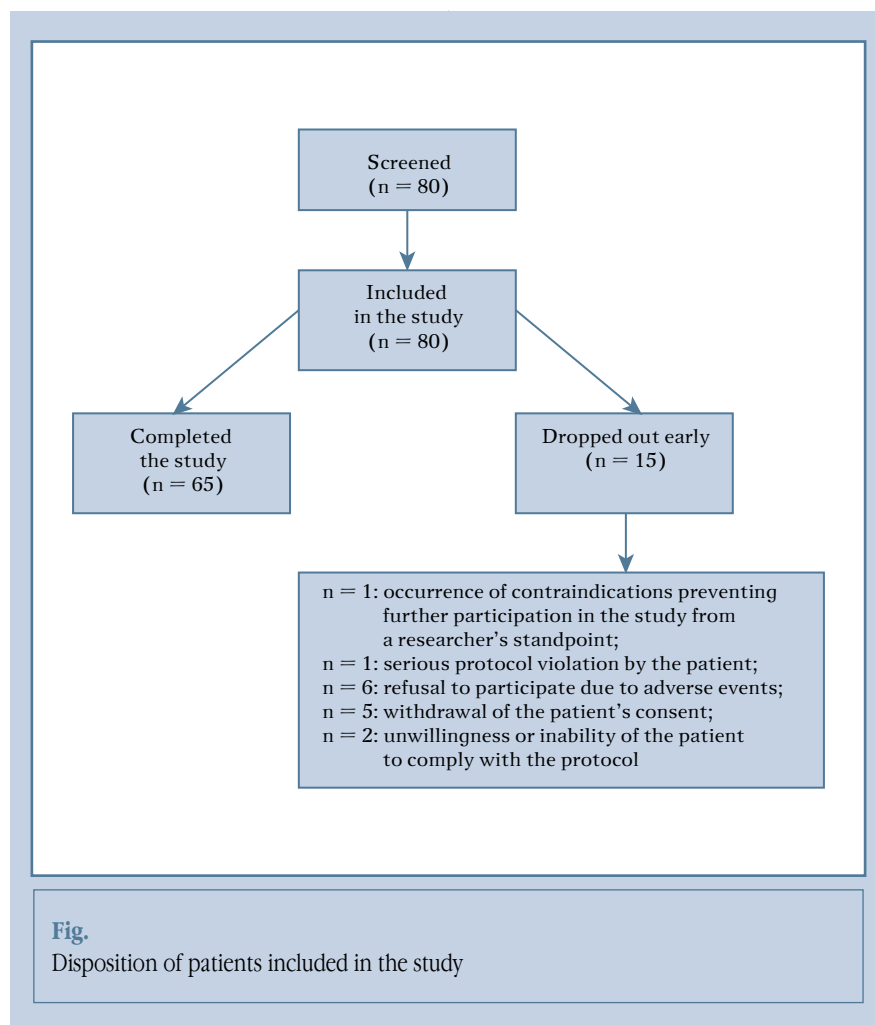 Screened
(n = 80)
Included
in the study
(n = 80)
Completed
the study
(n = 65)
Dropped out early
(n = 15)
n = 1: occurrence of contraindications preventing
further participation in the study from
a researcher's standpoint;
n = 1: serious protocol violation by the patient;
n = 6: refusal to participate due to adverse events;
n = 5: withdrawal of the patient's consent;
n = 2: unwillingness or inability of the patient
to comply with the protocol
Fig.
Disposition of patients included in the study